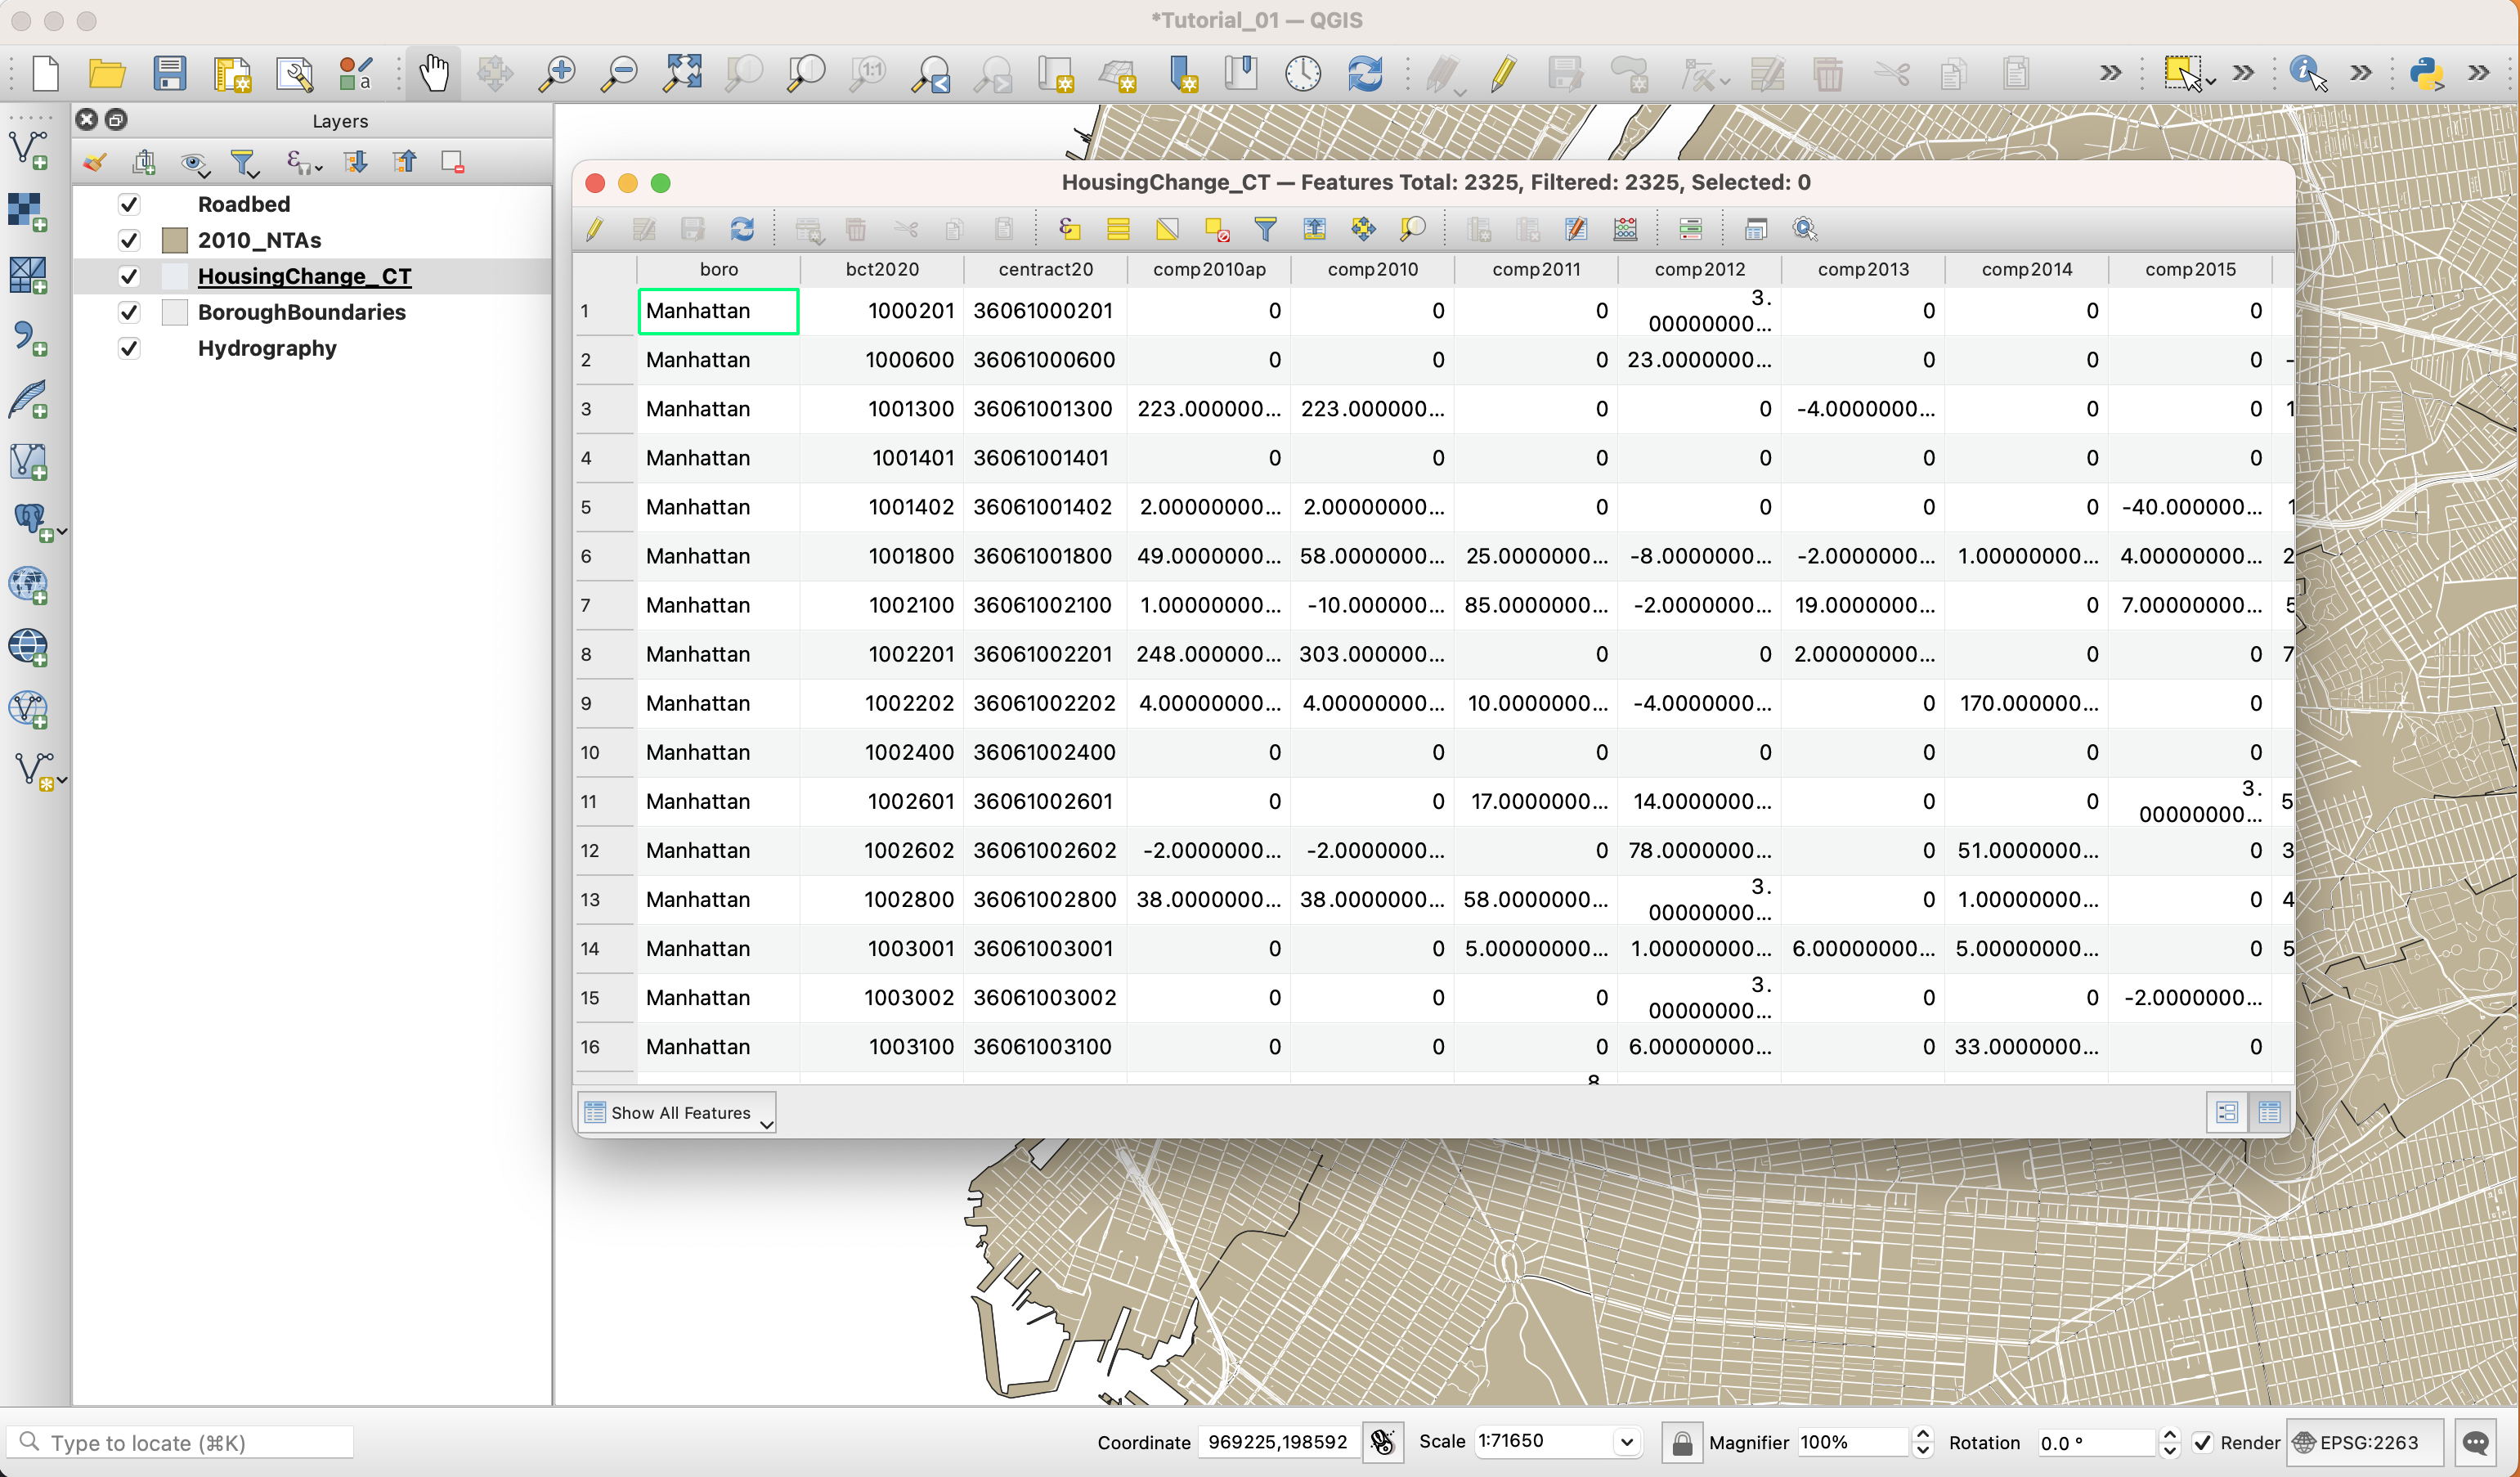 *Tutorial_01 — QGIS
a
1:1
Layers
Roadbed
2010_NTAs
HousingChange_CT
BoroughBoundaries
Hydrography
HousingChange_CT — Features Total: 2325, Filtered: 2325, Selected: 0
boro bct2020 centract20 comp2010ap comp2010 comp2011 comp2012 comp2013 comp2014 comp2015
1 Manhattan 1000201 36061000201 0 0 0 3.00000000… 0 0 0
2 Manhattan 1000600 36061000600 0 0 0 23.0000000… 0 0 0 -
3 Manhattan 1001300 36061001300 223.000000… 223.000000… 0 0 -4.0000000… 0 0 1
4 Manhattan 1001401 36061001401 0 0 0 0 0 0 0
5 Manhattan 1001402 36061001402 2.00000000… 2.00000000… 0 0 0 0 -40.000000… 1
6 Manhattan 1001800 36061001800 49.0000000… 58.0000000… 25.0000000… -8.0000000… -2.0000000… 1.00000000… 4.00000000… 2
7 Manhattan 1002100 36061002100 1.00000000… -10.000000… 85.0000000… -2.0000000… 19.0000000… 0 7.00000000… 5
8 Manhattan 1002201 36061002201 248.000000… 303.000000… 0 0 2.00000000… 0 0 7
9 Manhattan 1002202 36061002202 4.00000000… 4.00000000… 10.0000000… -4.0000000… 0 170.000000… 0
10 Manhattan 1002400 36061002400 0 0 0 0 0 0 0
11 Manhattan 1002601 36061002601 0 0 17.0000000… 14.0000000… 0 0 3.00000000… 5
12 Manhattan 1002602 36061002602 -2.0000000… -2.0000000… 0 78.0000000… 0 51.0000000… 0 3
13 Manhattan 1002800 36061002800 38.0000000… 38.0000000… 58.0000000… 3.00000000… 0 1.00000000… 0 4
14 Manhattan 1003001 36061003001 0 0 5.00000000… 1.00000000… 6.00000000… 5.00000000… 0 5
15 Manhattan 1003002 36061003002 0 0 0 3.00000000… 0 0 -2.0000000…
16 Manhattan 1003100 36061003100 0 0 0 6.00000000… 0 33.0000000… 0
Show All Features
Type to locate (⌘K) Coordinate 969225,198592 Scale 1:71650 Magnifier 100% Rotation 0.0 ° Render EPSG:2263